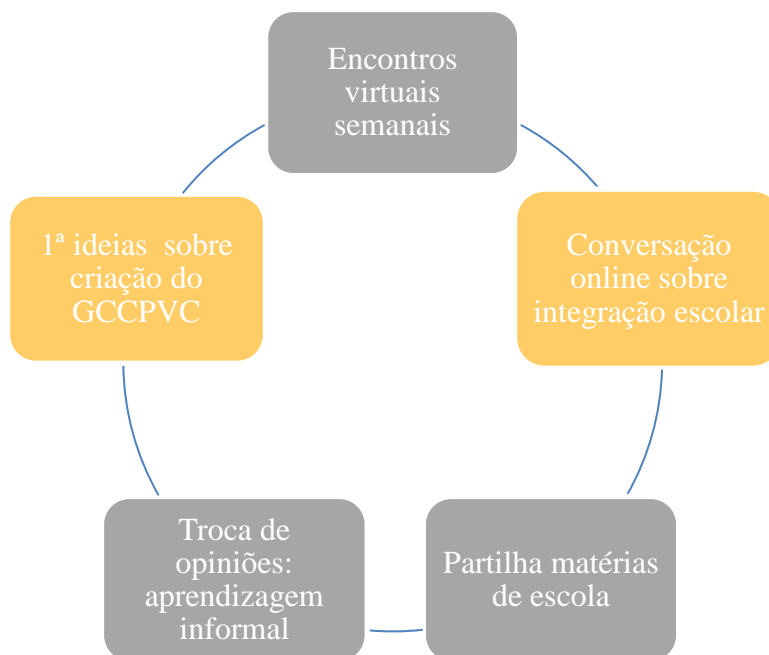 Encontros
virtuais
semanais
1ª ideias sobre
criação do
GCCPVC
Conversação
online sobre
integração escolar
Troca de
opiniões:
aprendizagem
informal
Partilha matérias
de escola